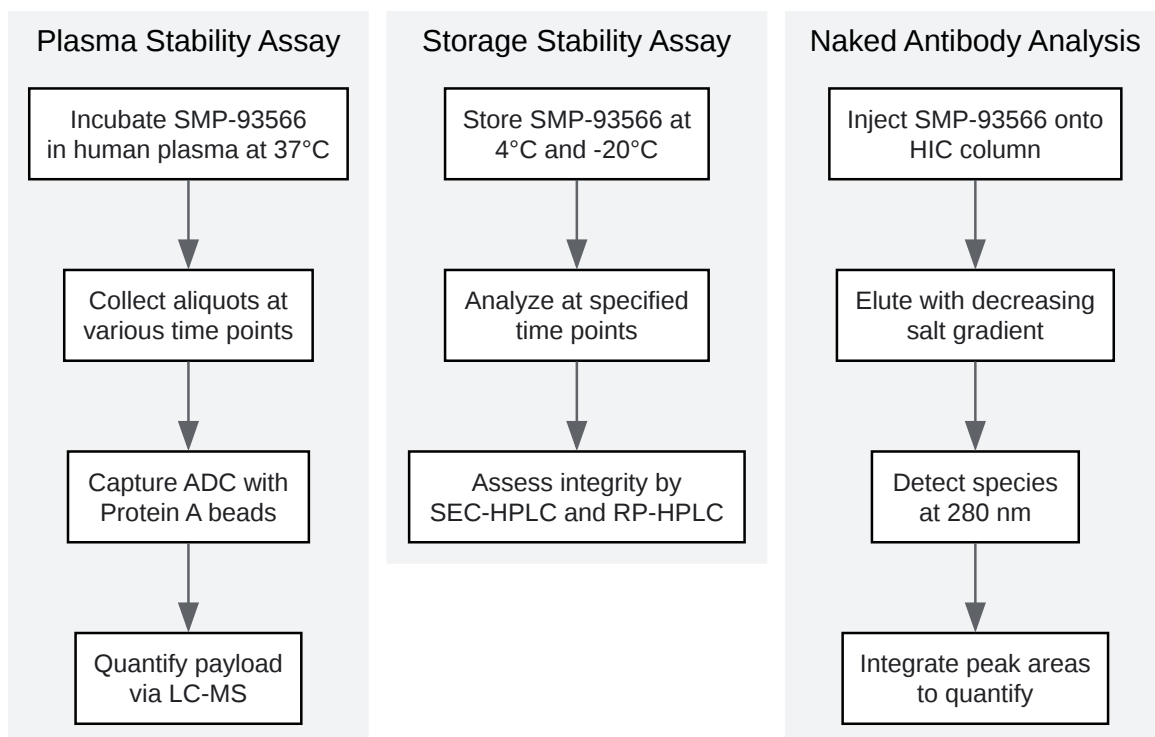 Plasma Stability Assay
Incubate SMP-93566
in human plasma at 37°C
Collect aliquots at
various time points
Capture ADC with
Protein A beads
Quantify payload
via LC-MS
Storage Stability Assay
Store SMP-93566 at
4°C and -20°C
Analyze at specified
time points
Assess integrity by
SEC-HPLC and RP-HPLC
Naked Antibody Analysis
Inject SMP-93566 onto
HIC column
Elute with decreasing
salt gradient
Detect species
at 280 nm
Integrate peak areas
to quantify